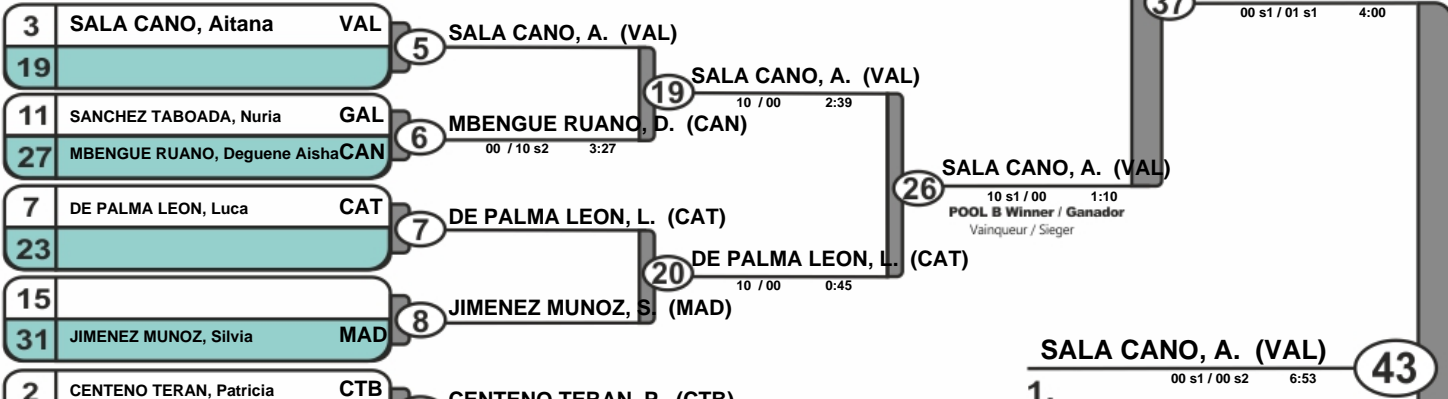 37
00 s1 / 01 s1 4:00
3 SALA CANO, Aitana VAL
19
5
SALA CANO, A. (VAL)
11 SANCHEZ TABOADA, Nuria GAL
27 MBENGUE RUANO, Deguene Aisha CAN
6
MBENGUE RUANO, D. (CAN)
00 / 10 s2 3:27
19
SALA CANO, A. (VAL)
10 / 00 2:39
7 DE PALMA LEON, Luca CAT
23
7
DE PALMA LEON, L. (CAT)
15
31 JIMENEZ MUNOZ, Silvia MAD
8
JIMENEZ MUNOZ, S. (MAD)
20
DE PALMA LEON, L. (CAT)
10 / 00 0:45
26
SALA CANO, A. (VAL)
10 s1 / 00 1:10
POOL B Winner / Ganador
Vainqueur / Sieger
2 CENTENO TERAN, Patricia CTB
CENTENO TERAN, P. (CTB)
SALA CANO, A. (VAL)
00 s1 / 00 s2 6:53
43
1.